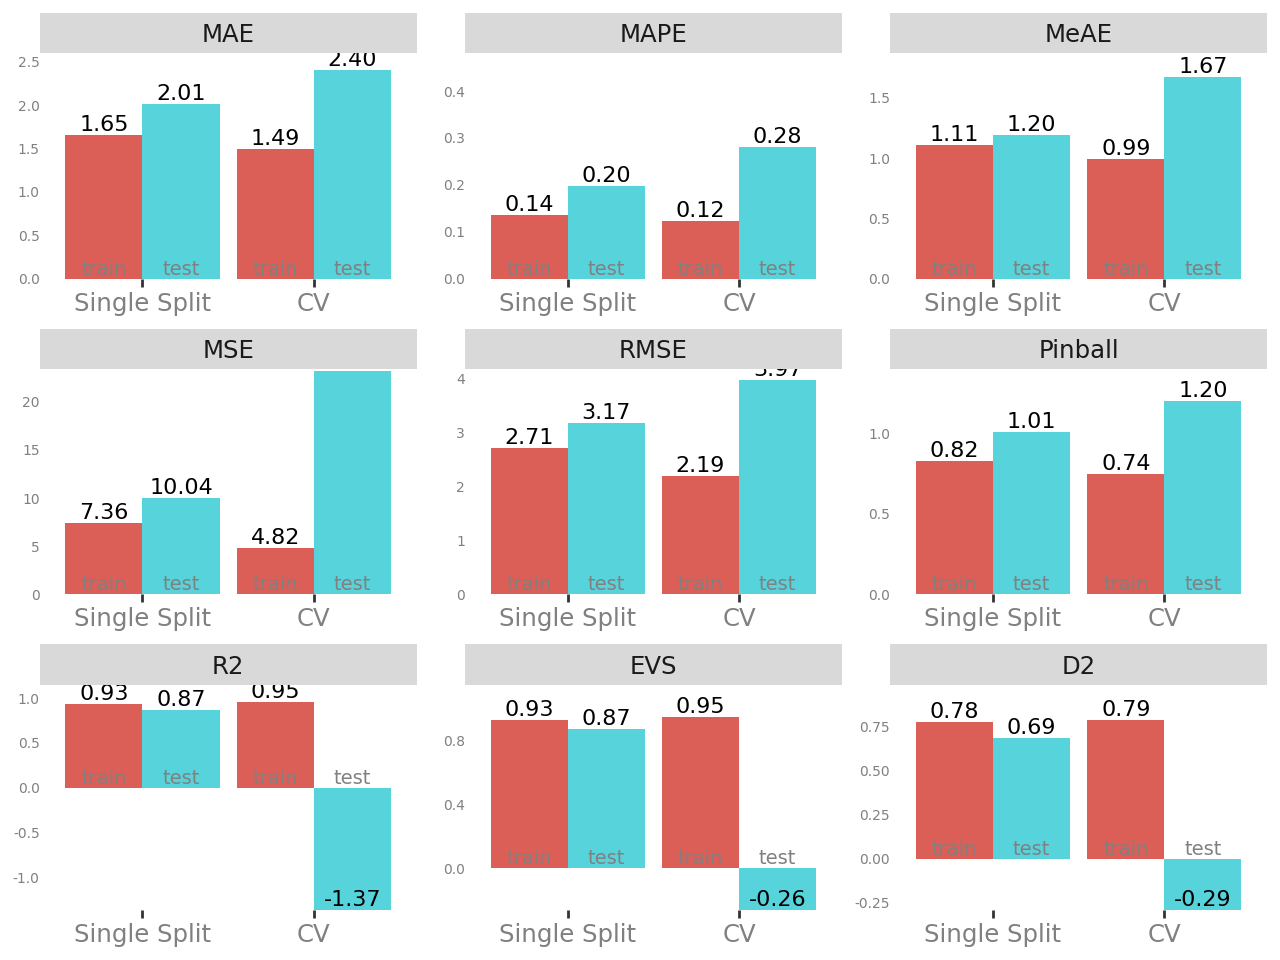 MAE
2.5
2.0
1.5
1.0
0.5
0.0
1.65
2.01
1.49
2.40
train
test
train
test
Single Split
CV
MAPE
0.4
0.3
0.2
0.1
0.0
0.14
0.20
0.12
0.28
train
test
train
test
Single Split
CV
MeAE
1.5
1.0
0.5
0.0
1.11
1.20
0.99
1.67
train
test
train
test
Single Split
CV
MSE
20
15
10
5
0
7.36
10.04
4.82
train
test
train
test
Single Split
CV
RMSE
4
3
2
1
0
2.71
3.17
2.19
3.97
train
test
train
test
Single Split
CV
Pinball
1.0
0.5
0.0
0.82
1.01
0.74
1.20
train
test
train
test
Single Split
CV
R2
1.0
0.5
0.0
-0.5
-1.0
0.93
0.87
0.95
-1.37
train
test
train
test
Single Split
CV
EVS
0.8
0.4
0.0
0.93
0.87
0.95
-0.26
train
test
train
test
Single Split
CV
D2
0.75
0.50
0.25
0.00
-0.25
0.78
0.69
0.79
-0.29
train
test
train
test
Single Split
CV